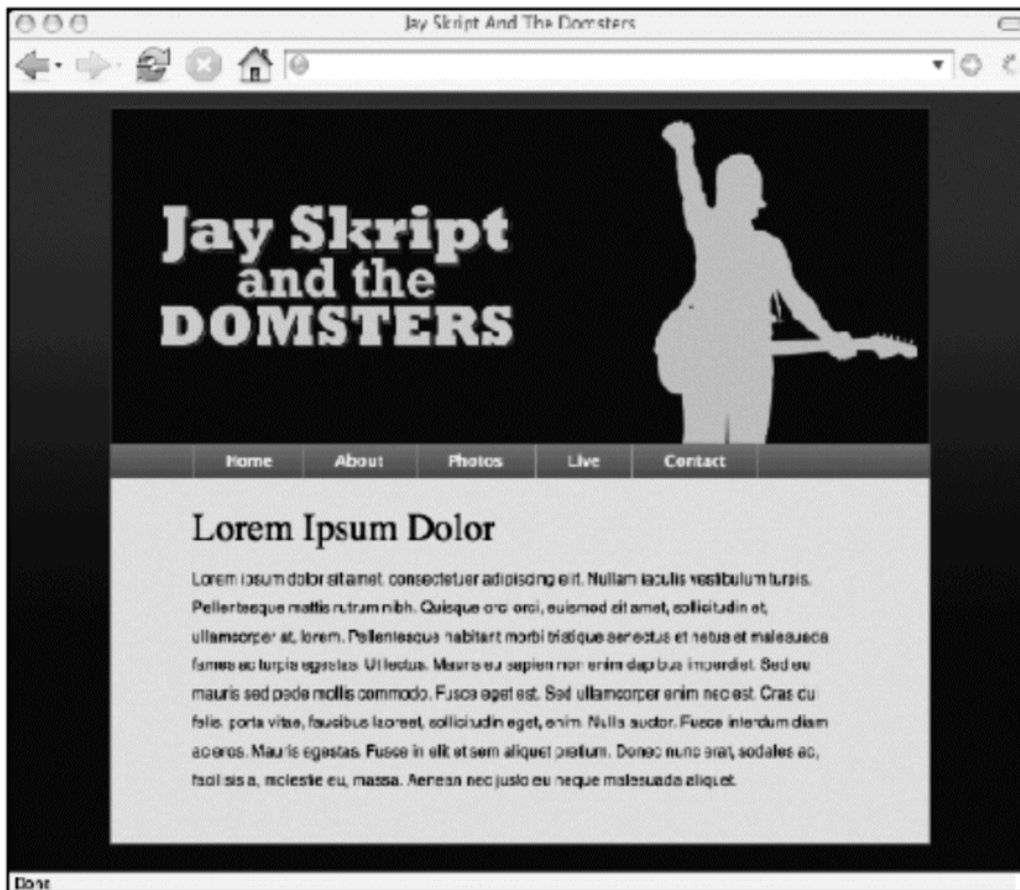 Jay Skript And The Domsters
Jay Skript
and the
DOMSTERS
Home About Photos Live Contact
Lorem Ipsum Dolor
Lorem ipsum dolor sit amet, consectetuer adipiscing elit. Nullam iaculis vestibulum turpis.
Pellentesque mattis rutrum nibh. Quisque orci orci, euismod sit amet, sollicitudin et,
ullamcorper at, lorem. Pellentesque habitant morbi tristique senectus et netus et malesuada
fames ac turpis egestas. Ut lectus. Mauris eu sapien non enim dapibus imperdiet. Sed eu
mauris sed pede mollis commodo. Fusce eget est. Sed ullamcorper enim nec est. Cras dui
felis, porta vitae, faucibus laoreet, sollicitudin eget, enim. Nulla auctor. Fusce interdum diam
ac eros. Mauris egestas. Fusce in elit et sem aliquet pretium. Donec nunc erat, sodales ac,
facilisis a, molestie eu, massa. Aenean nec justo eu neque malesuada aliquet.
Done